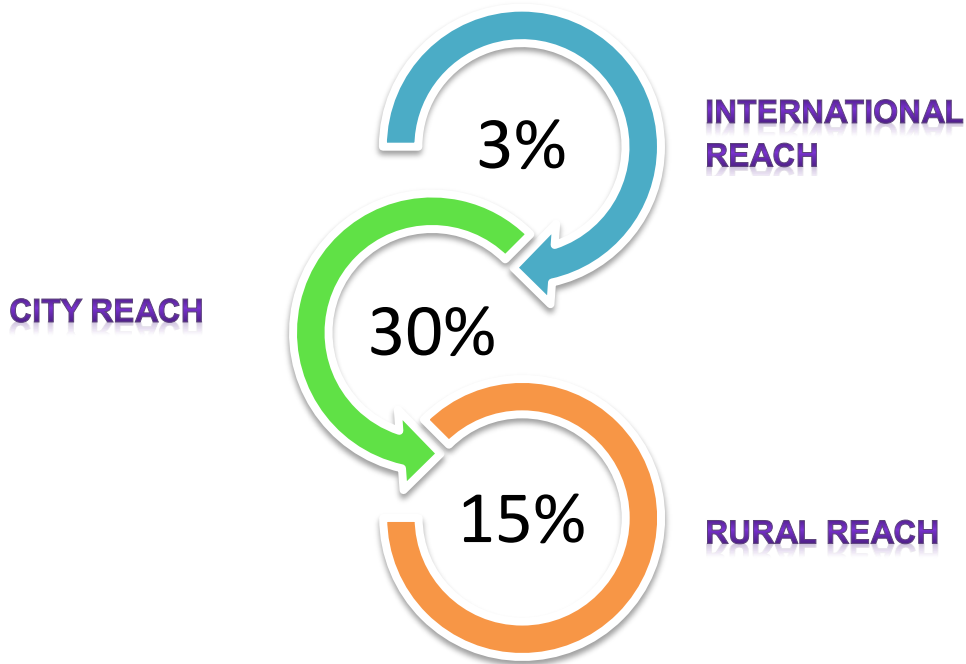 3%
INTERNATIONAL
REACH
CITY REACH
30%
15%
RURAL REACH